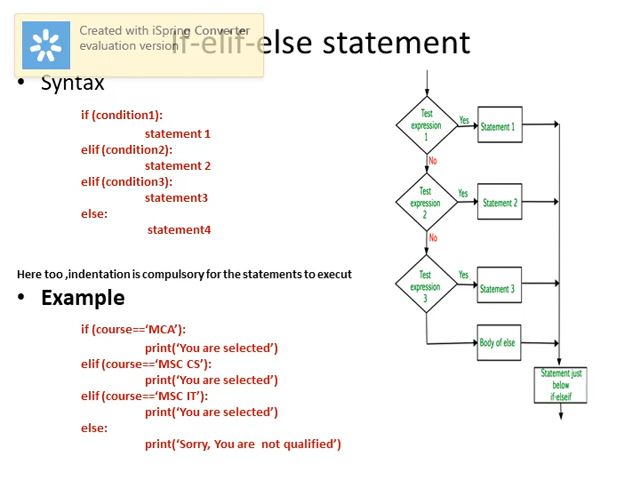 Created with iSpring Converter
evaluation version
If-elif-else statement
• Syntax
if (condition1):
statement 1
elif (condition2):
statement 2
elif (condition3):
statement3
else:
statement4
Here too ,indentation is compulsory for the statements to execut
• Example
if (course==‘MCA’):
print(‘You are selected’)
elif (course==‘MSC CS’):
print(‘You are selected’)
elif (course==‘MSC IT’):
print(‘You are selected’)
else:
print(‘Sorry, You are  not qualified’)
Test
expression
1
Yes
Statement 1
No
Test
expression
2
Yes
Statement 2
No
Test
expression
3
Yes
Statement 3
Body of else
Statement just
below
if-elseif